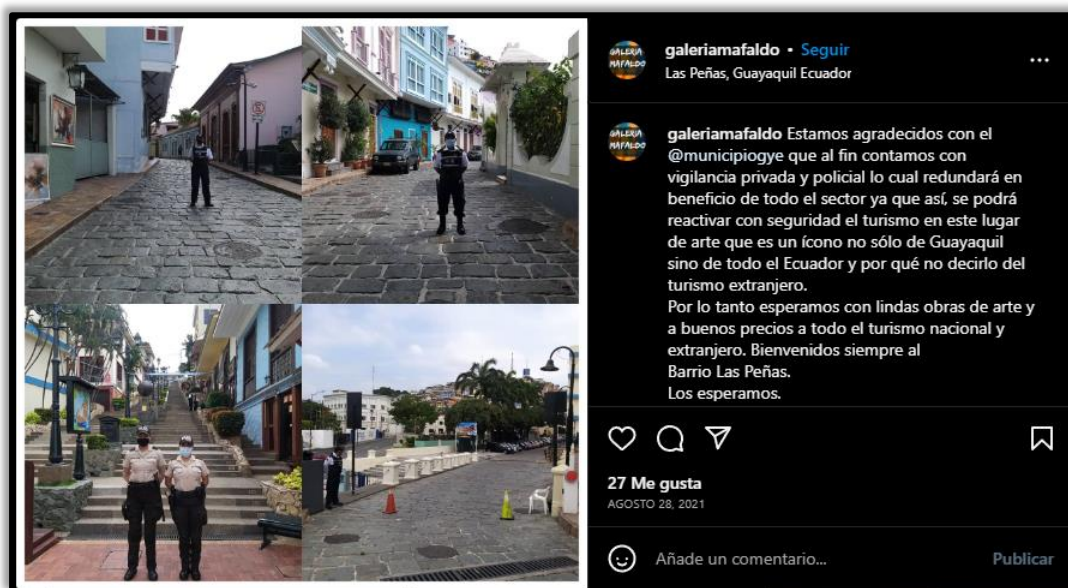 GALERIA
MAFALDO
galeriamafaldo • Seguir
Las Peñas, Guayaquil Ecuador
GALERIA
MAFALDO
galeriamafaldo Estamos agradecidos con el
@municipiogye que al fin contamos con
vigilancia privada y policial lo cual redundará en
beneficio de todo el sector ya que así, se podrá
reactivar con seguridad el turismo en este lugar
de arte que es un ícono no sólo de Guayaquil
sino de todo el Ecuador y por qué no decirlo del
turismo extranjero.
Por lo tanto esperamos con lindas obras de arte y
a buenos precios a todo el turismo nacional y
extranjero. Bienvenidos siempre al
Barrio Las Peñas.
Los esperamos.
27 Me gusta
AGOSTO 28, 2021
Añade un comentario...
Publicar